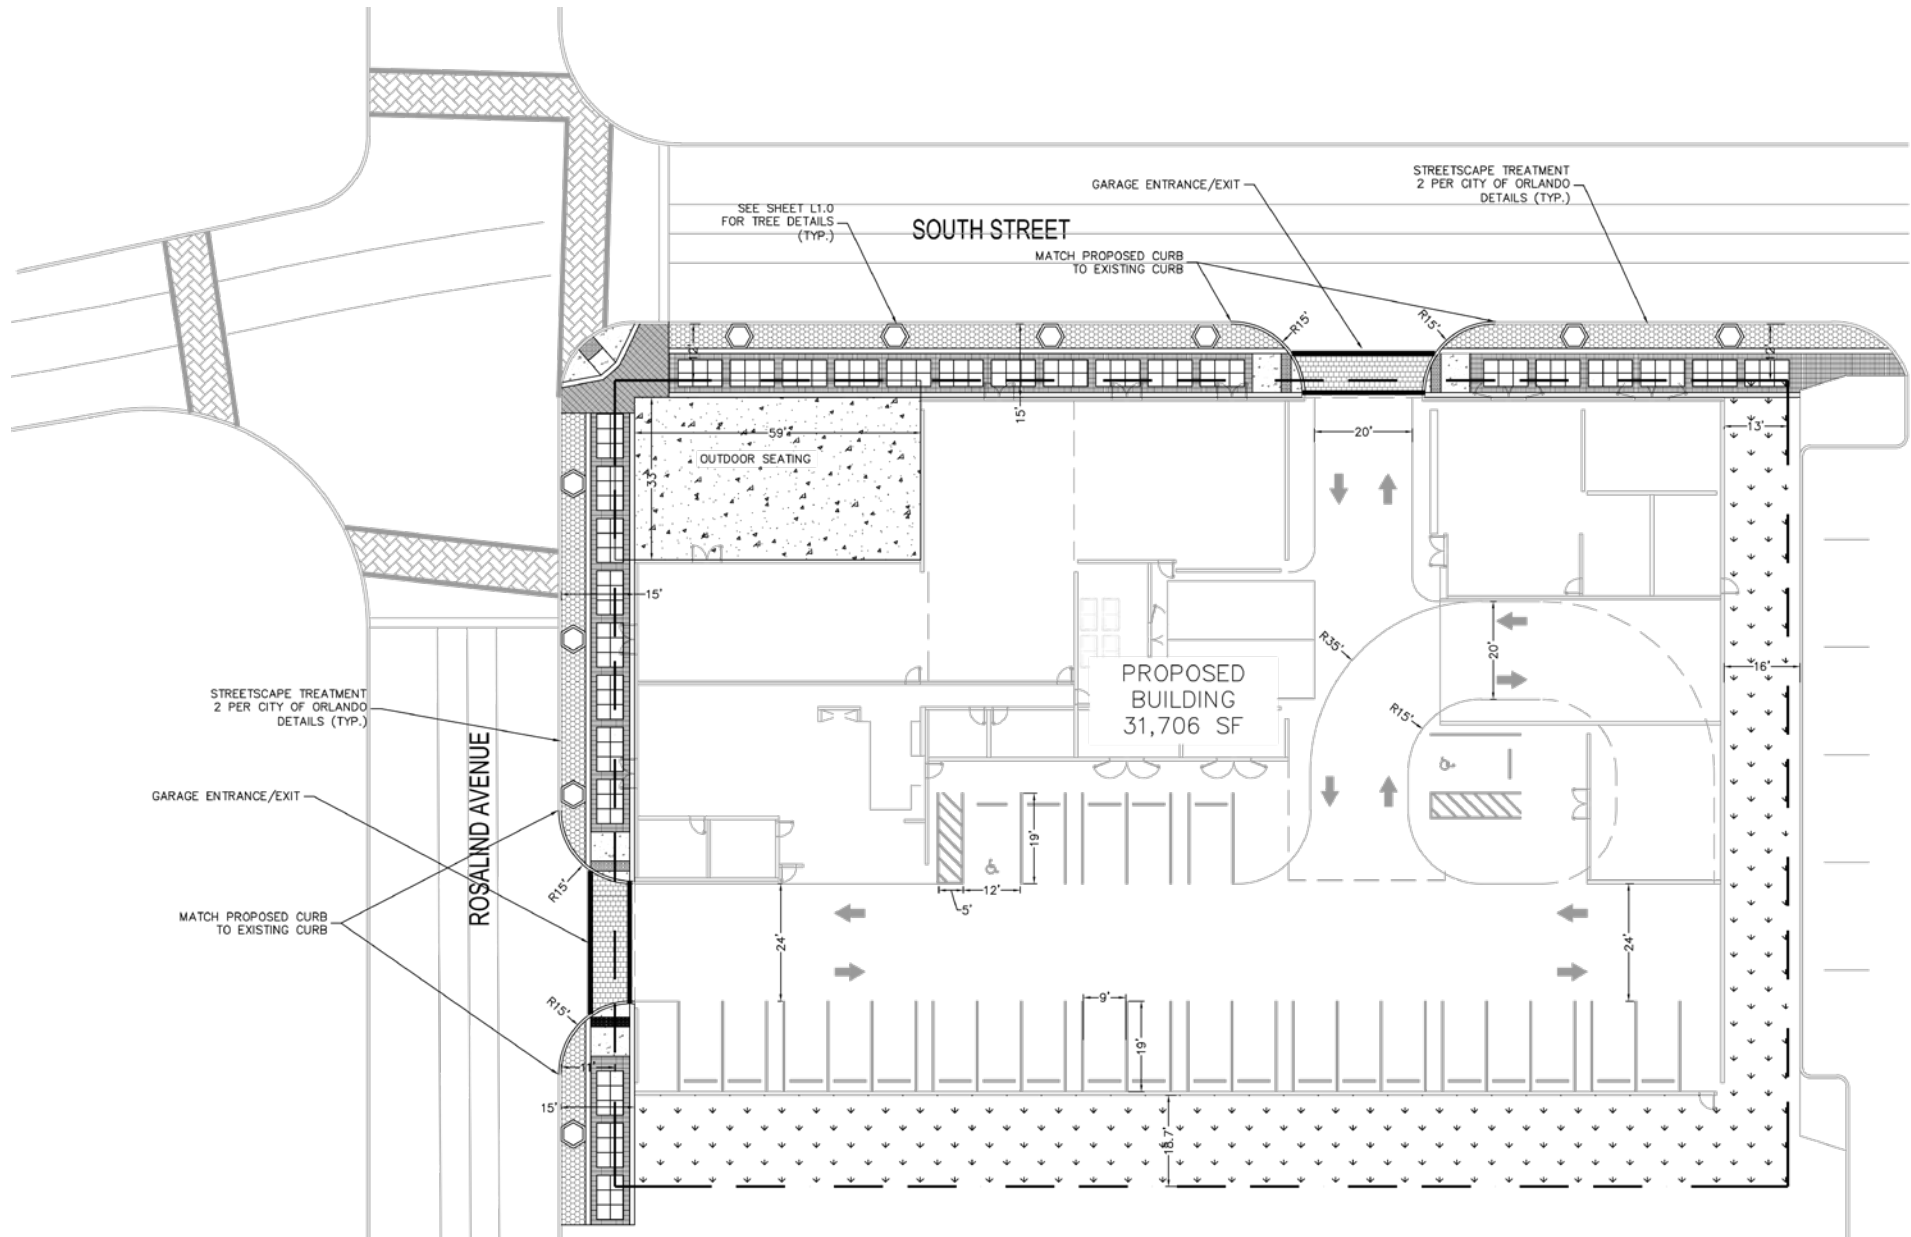 STREETSCAPE TREATMENT
2 PER CITY OF ORLANDO
DETAILS (TYP.)
GARAGE ENTRANCE/EXIT
SEE SHEET L1.0
FOR TREE DETAILS
(TYP.)
SOUTH STREET
MATCH PROPOSED CURB
TO EXISTING CURB
R15'
R15'
12'
12'
15'
59'
20'
13'
OUTDOOR SEATING
33'
15'
R35'
20'
16'
PROPOSED
BUILDING
31,706 SF
R15'
STREETSCAPE TREATMENT
2 PER CITY OF ORLANDO
DETAILS (TYP.)
ROSALIND AVENUE
GARAGE ENTRANCE/EXIT
19'
R15'
12'
5'
MATCH PROPOSED CURB
TO EXISTING CURB
24'
24'
R15'
9'
19'
11'
15'
18.7'